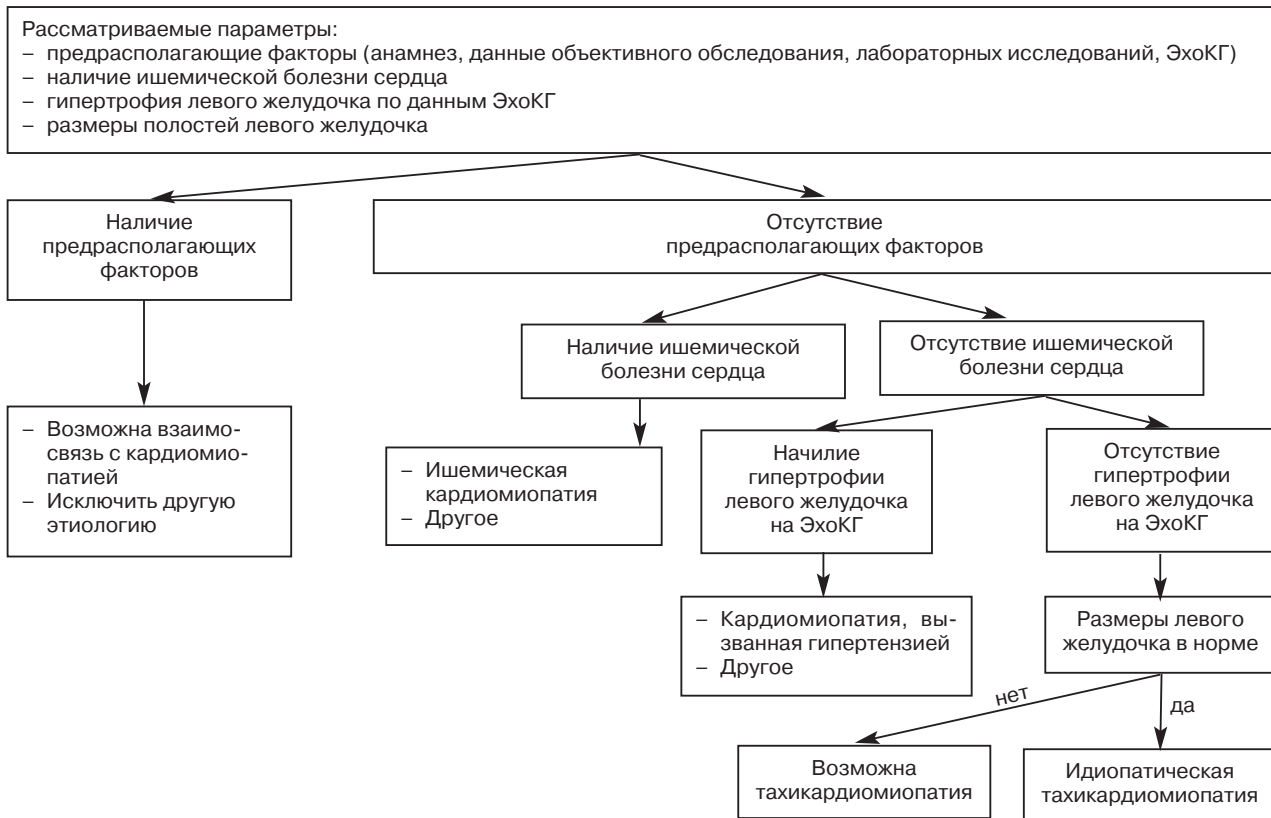 Рассматриваемые параметры:
– предрасполагающие факторы (анамнез, данные объективного обследования, лабораторных исследований, ЭхоКГ)
– наличие ишемической болезни сердца
– гипертрофия левого желудочка по данным ЭхоКГ
– размеры полостей левого желудочка
Наличие
предрасполагающих
факторов
Отсутствие
предрасполагающих факторов
Наличие ишемической
болезни сердца
Отсутствие ишемической
болезни сердца
– Возможна взаимо-
связь с кардиомио-
патией
– Исключить другую
этиологию
– Ишемическая
кардиомиопатия
– Другое
Начилие
гипертрофии
левого желудочка
на ЭхоКГ
Отсутствие
гипертрофии
левого желудочка
на ЭхоКГ
– Кардиомиопатия, вы-
званная гипертензией
– Другое
Размеры левого
желудочка в норме
нет
да
Возможна
тахикардиомиопатия
Идиопатическая
тахикардиомиопатия